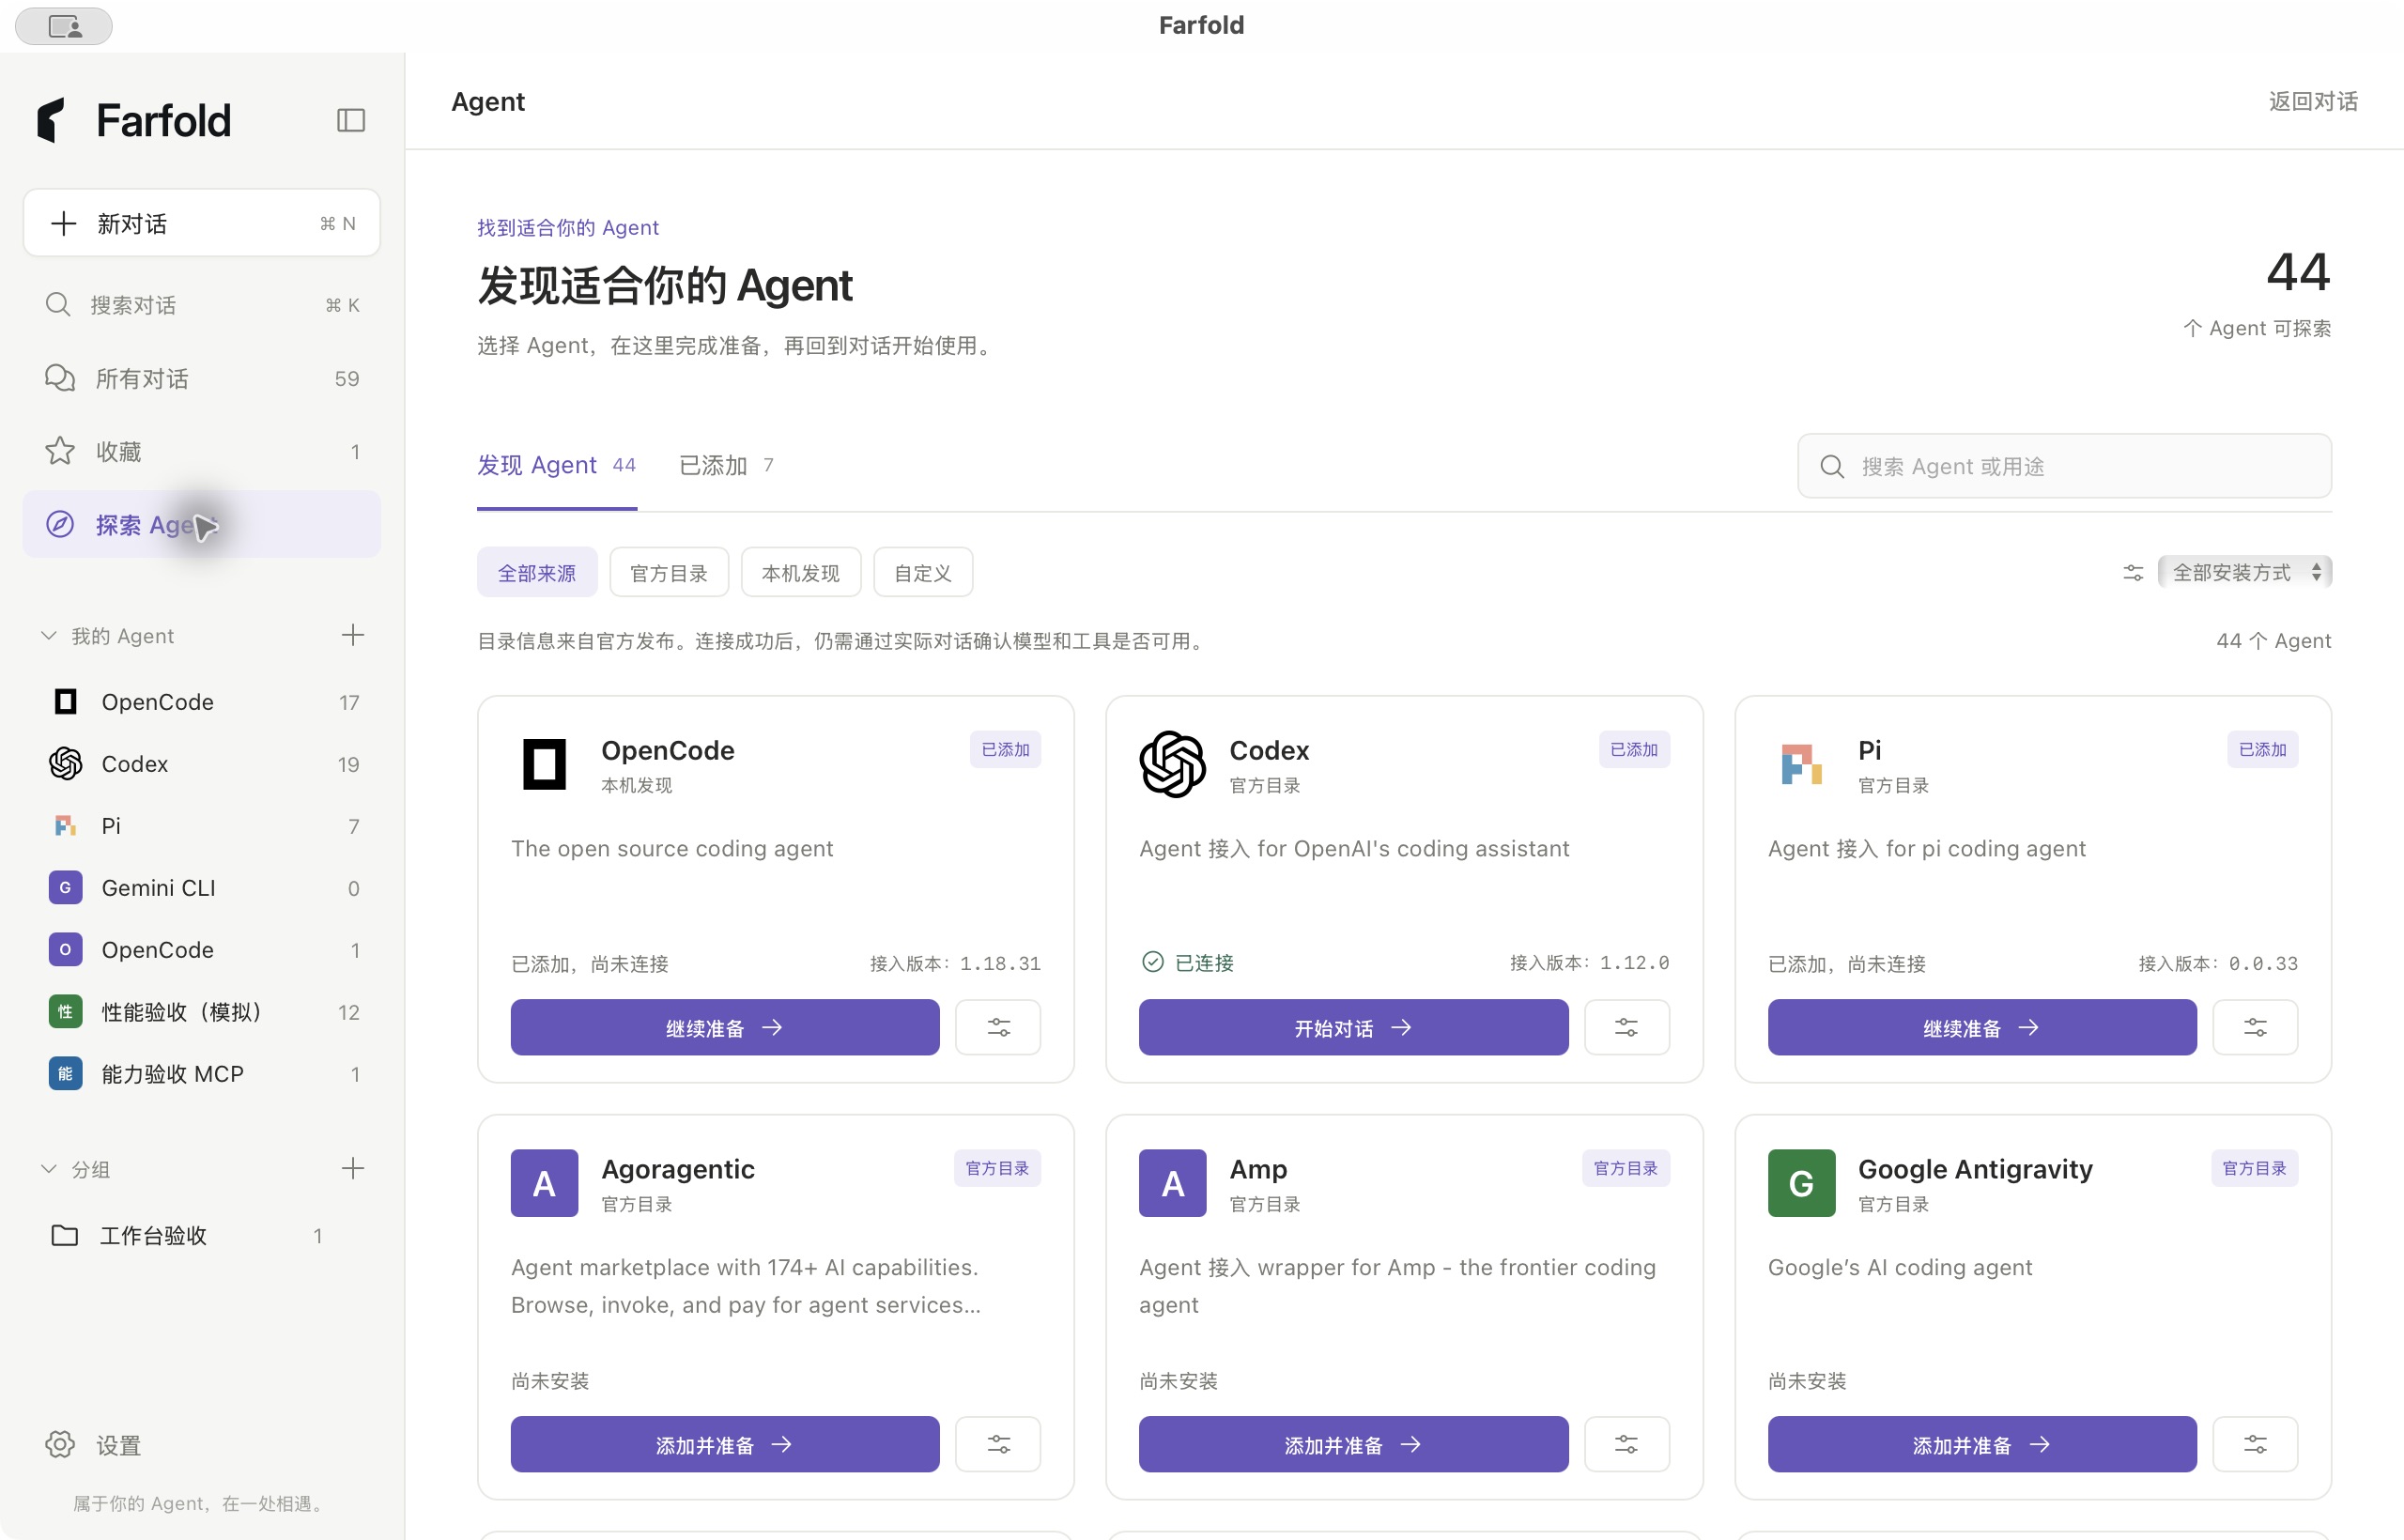 Farfold
Farfold
新对话 ⌘ N
搜索对话 ⌘ K
所有对话 59
收藏 1
探索 Agent
我的 Agent
OpenCode 17
Codex 19
Pi 7
G Gemini CLI 0
O OpenCode 1
性 性能验收（模拟） 12
能 能力验收 MCP 1
分组
工作台验收 1
设置
属于你的 Agent，在一处相遇。
Agent 返回对话
找到适合你的 Agent
发现适合你的 Agent
选择 Agent，在这里完成准备，再回到对话开始使用。
44
个 Agent 可探索
发现 Agent 44 已添加 7
搜索 Agent 或用途
全部来源 官方目录 本机发现 自定义
全部安装方式
目录信息来自官方发布。连接成功后，仍需通过实际对话确认模型和工具是否可用。
44 个 Agent
OpenCode 已添加
本机发现
The open source coding agent
已添加，尚未连接 接入版本：1.18.31
继续准备 →
Codex 已添加
官方目录
Agent 接入 for OpenAI's coding assistant
已连接 接入版本：1.12.0
开始对话 →
Pi 已添加
官方目录
Agent 接入 for pi coding agent
已添加，尚未连接 接入版本：0.0.33
继续准备 →
A Agoragentic 官方目录
官方目录
Agent marketplace with 174+ AI capabilities.
Browse, invoke, and pay for agent services...
尚未安装
添加并准备 →
A Amp 官方目录
官方目录
Agent 接入 wrapper for Amp - the frontier coding
agent
尚未安装
添加并准备 →
G Google Antigravity 官方目录
官方目录
Google’s AI coding agent
尚未安装
添加并准备 →